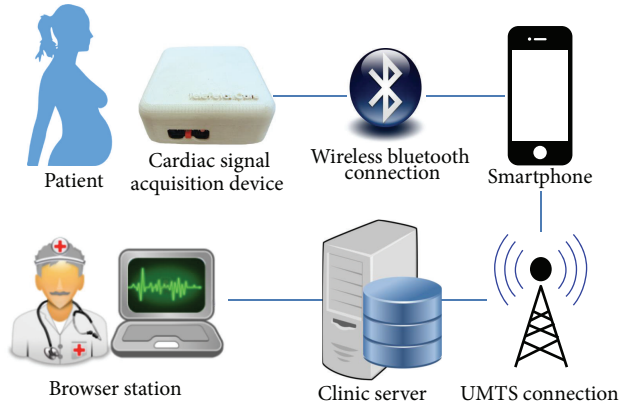 Patient
Cardiac signal
acquisition device
Wireless bluetooth
connection
Smartphone
Browser station
Clinic server
UMTS connection